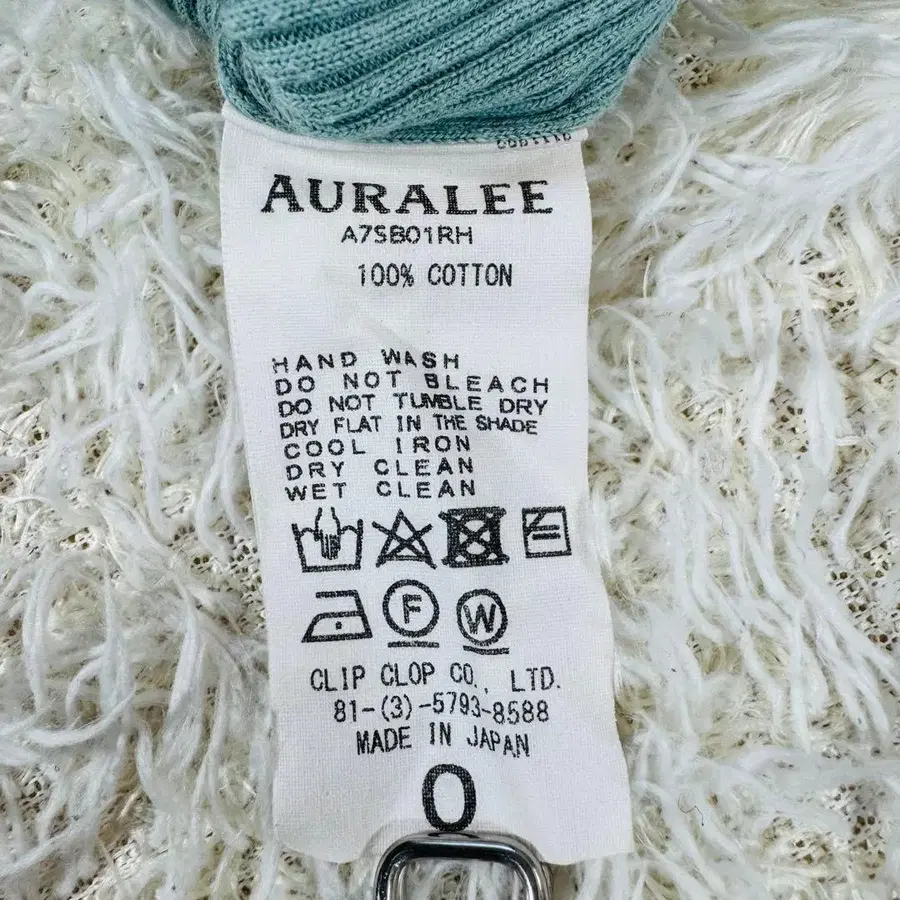 AURALEE
A7SB01RH
100% COTTON
HAND WASH
DO NOT BLEACH
DO NOT TUMBLE DRY
DRY FLAT IN THE SHADE
COOL IRON
DRY CLEAN
WET CLEAN
F
W
CLIP CLOP CO., LTD.
81-(3)-5793-8588
MADE IN JAPAN
0